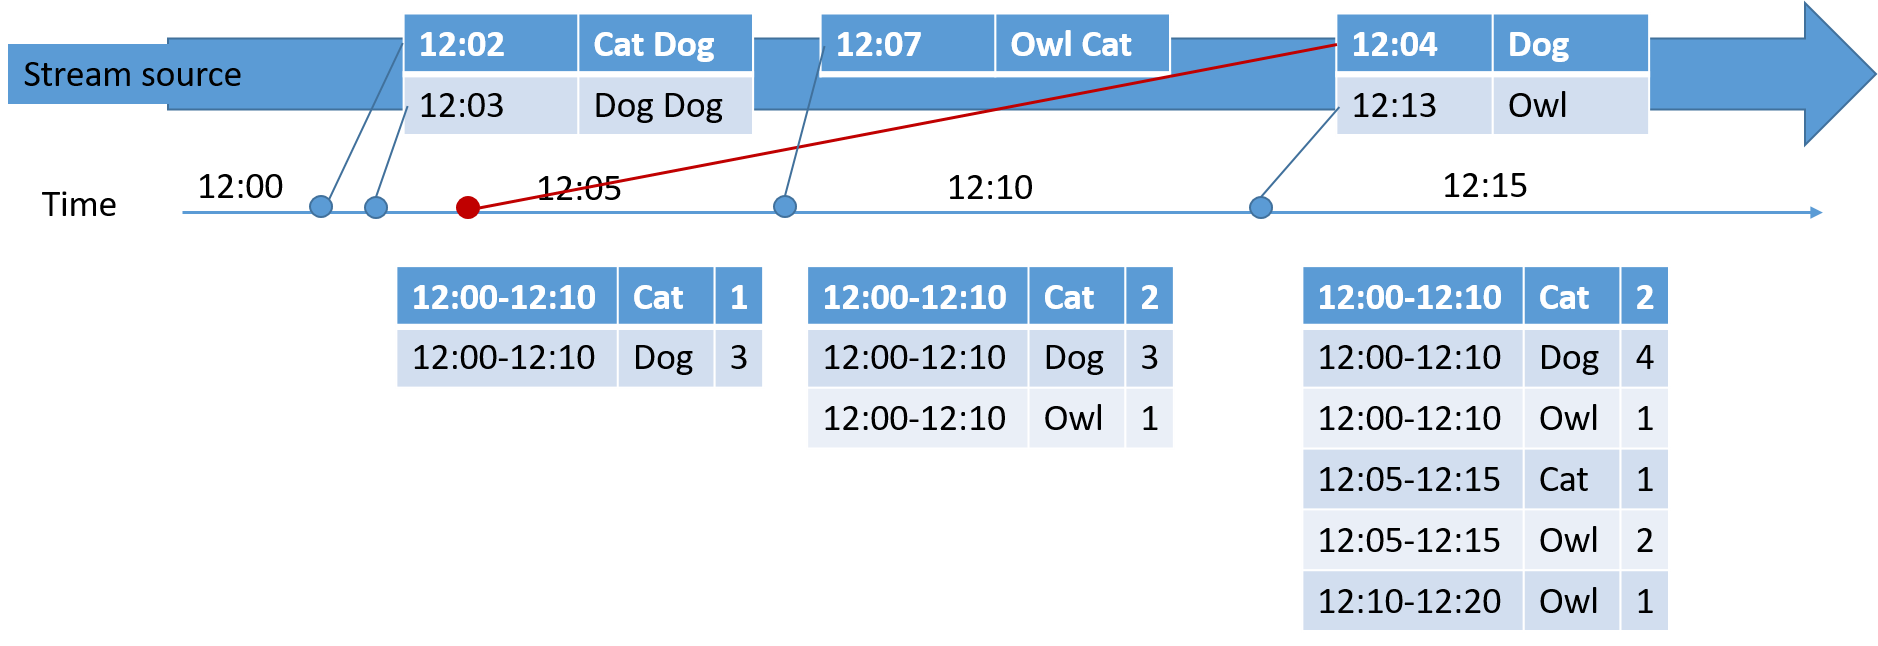 Stream source
12:02 Cat Dog
12:03 Dog Dog
12:07 Owl Cat
12:04 Dog
12:13 Owl
Time
12:00 12:05 12:10 12:15
12:00-12:10 Cat 1
12:00-12:10 Dog 3
12:00-12:10 Cat 2
12:00-12:10 Dog 3
12:00-12:10 Owl 1
12:00-12:10 Cat 2
12:00-12:10 Dog 4
12:00-12:10 Owl 1
12:05-12:15 Cat 1
12:05-12:15 Owl 2
12:10-12:20 Owl 1